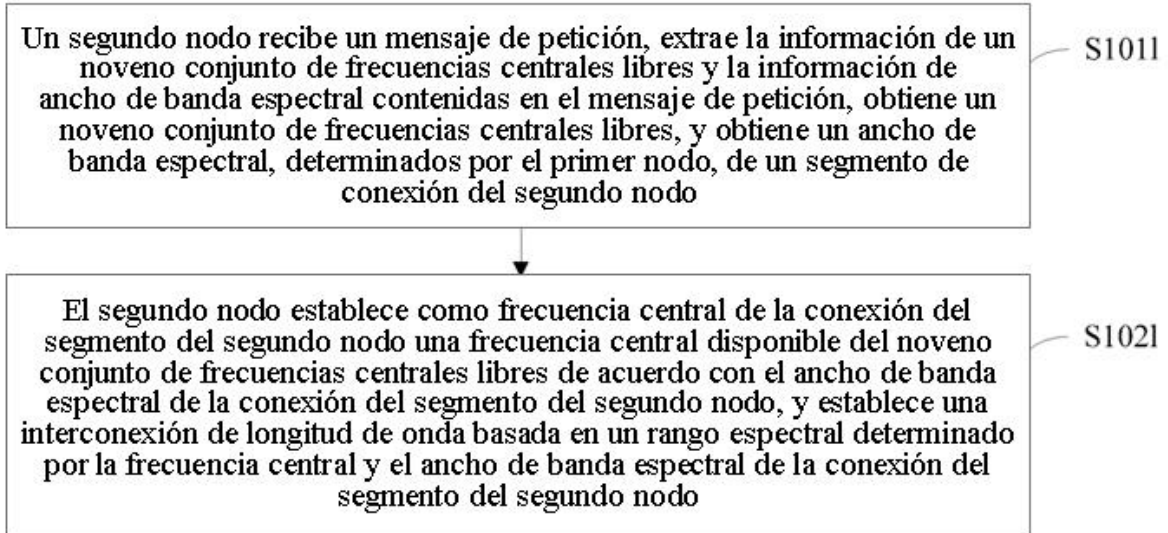 Un segundo nodo recibe un mensaje de petición, extrae la información de un
noveno conjunto de frecuencias centrales libres y la información de
ancho de banda espectral contenidas en el mensaje de petición, obtiene un
noveno conjunto de frecuencias centrales libres, y obtiene un ancho de
banda espectral, determinados por el primer nodo, de un segmento de
conexión del segundo nodo
S101l
El segundo nodo establece como frecuencia central de la conexión del
segmento del segundo nodo una frecuencia central disponible del noveno
conjunto de frecuencias centrales libres de acuerdo con el ancho de banda
espectral de la conexión del segmento del segundo nodo, y establece una
interconexión de longitud de onda basada en un rango espectral determinado
por la frecuencia central y el ancho de banda espectral de la conexión del
segmento del segundo nodo
S102l